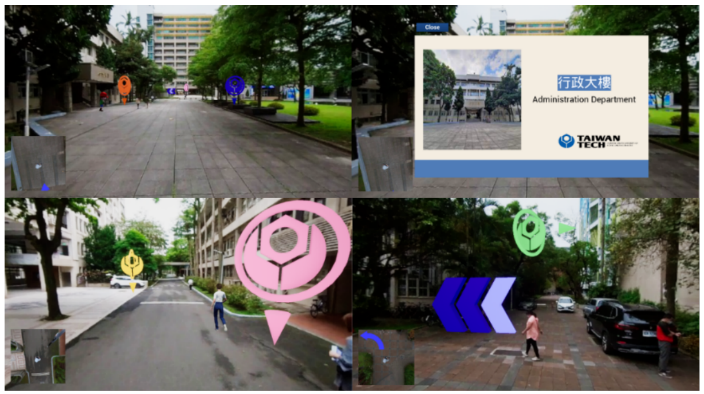 Close
行政大樓
Administration Department
TAIWAN
TECH